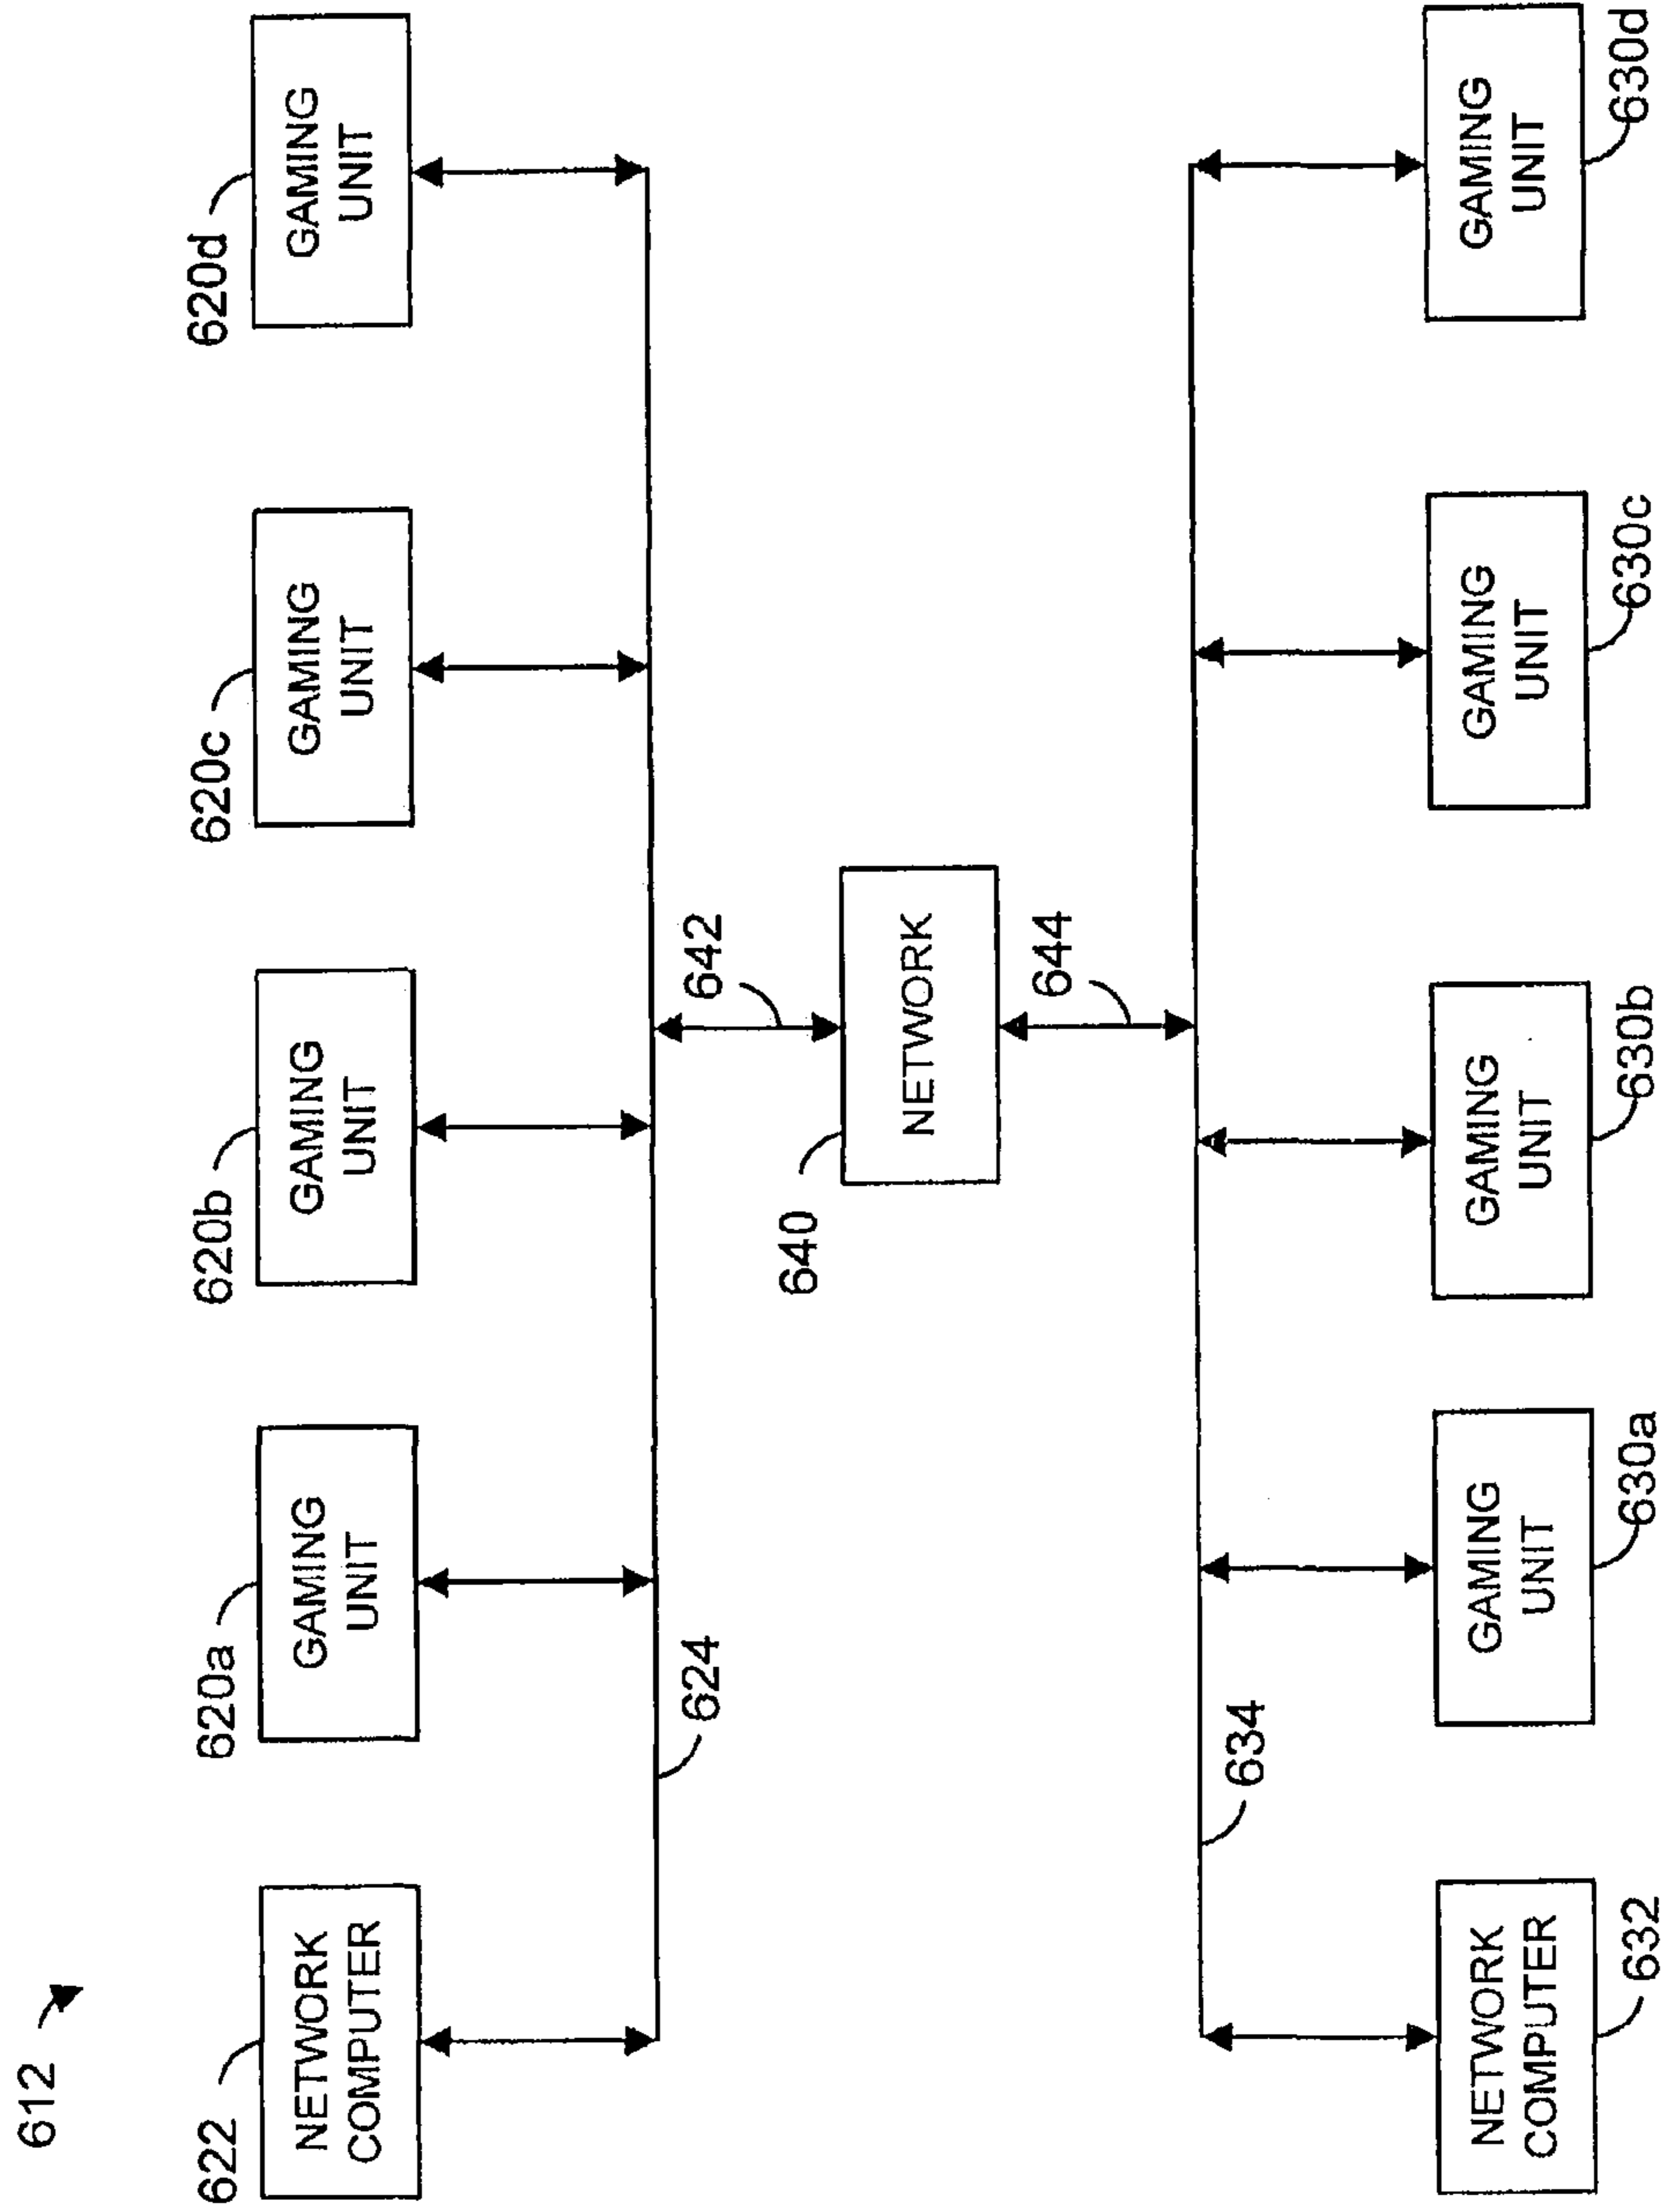 612
622
NETWORK
COMPUTER
620a
GAMING
UNIT
620b
GAMING
UNIT
620c
GAMING
UNIT
620d
GAMING
UNIT
624
642
640
NETWORK
644
634
NETWORK
COMPUTER
632
GAMING
UNIT
630a
GAMING
UNIT
630b
GAMING
UNIT
630c
GAMING
UNIT
630d